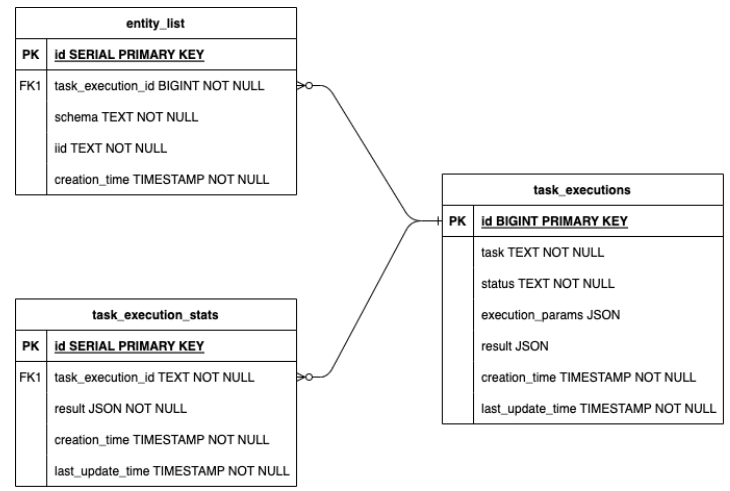 entity_list
PK id SERIAL PRIMARY KEY
FK1 task_execution_id BIGINT NOT NULL
schema TEXT NOT NULL
iid TEXT NOT NULL
creation_time TIMESTAMP NOT NULL
task_executions
PK id BIGINT PRIMARY KEY
task TEXT NOT NULL
status TEXT NOT NULL
execution_params JSON
result JSON
creation_time TIMESTAMP NOT NULL
last_update_time TIMESTAMP NOT NULL
task_execution_stats
PK id SERIAL PRIMARY KEY
FK1 task_execution_id TEXT NOT NULL
result JSON NOT NULL
creation_time TIMESTAMP NOT NULL
last_update_time TIMESTAMP NOT NULL